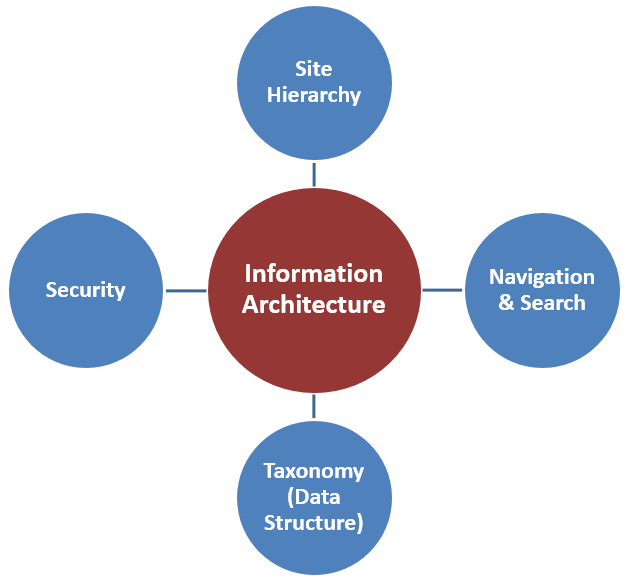 Site
Hierarchy
Security
Information
Architecture
Navigation
& Search
Taxonomy
(Data
Structure)